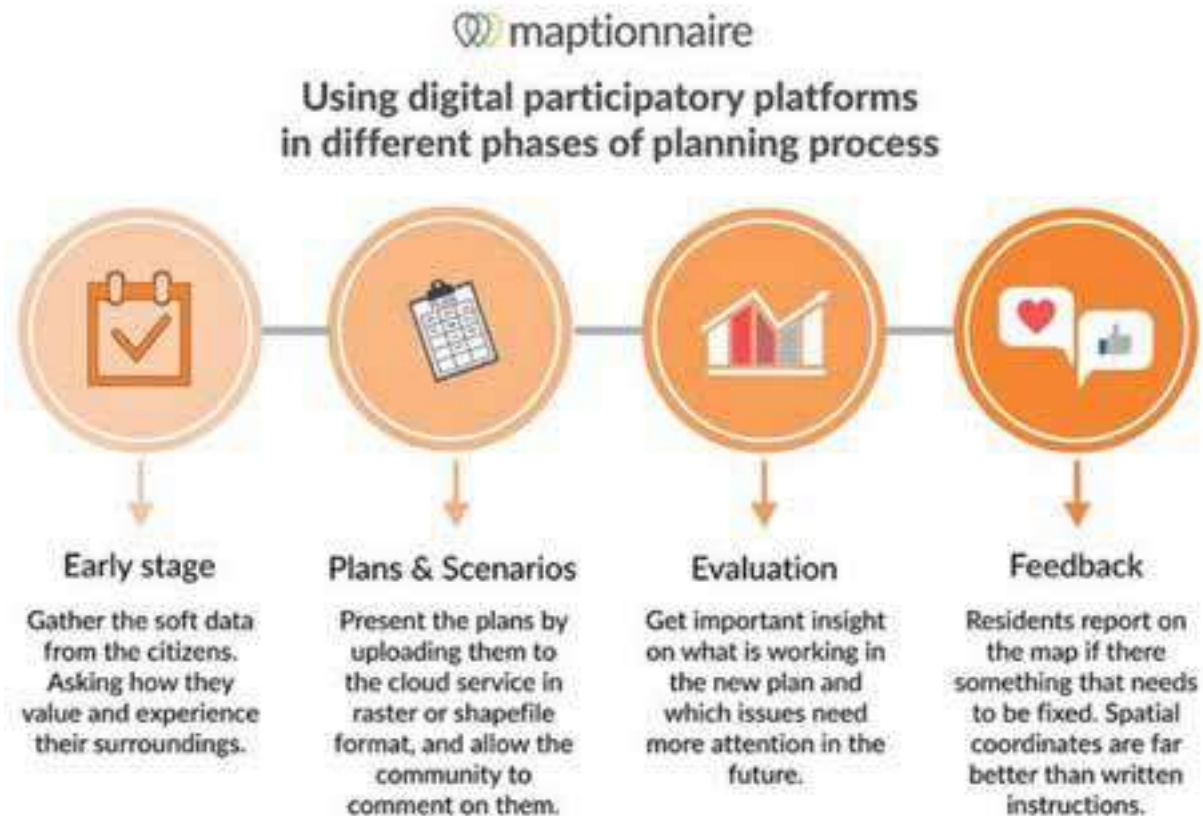 maptionnaire
Using digital participatory platforms
in different phases of planning process
Early stage
Gather the soft data
from the citizens.
Asking how they
value and experience
their surroundings.
Plans & Scenarios
Present the plans by
uploading them to
the cloud service in
raster or shapefile
format, and allow the
community to
comment on them.
Evaluation
Get important insight
on what is working in
the new plan and
which issues need
more attention in the
future.
Feedback
Residents report on
the map if there
something that needs
to be fixed. Spatial
coordinates are far
better than written
instructions.